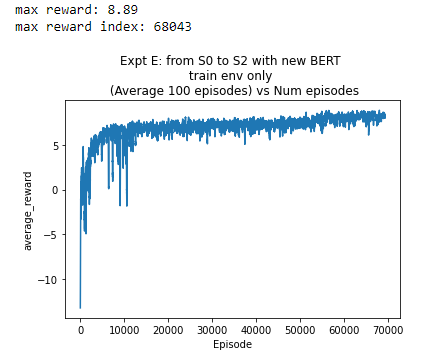 max reward: 8.89
max reward index: 68043
Expt E: from S0 to S2 with new BERT
train env only
(Average 100 episodes) vs Num episodes
5
0
−5
−10
average_reward
0 10000 20000 30000 40000 50000 60000 70000
Episode